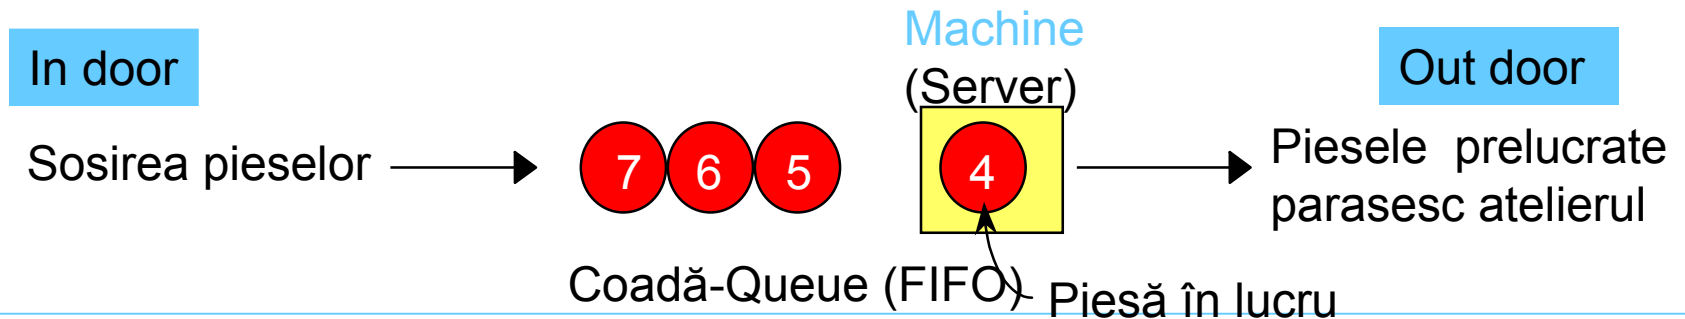 In door
Machine
(Server)
Out door
Sosirea pieselor
7 6 5
4
Piesele prelucrate
parasesc atelierul
Coadă-Queue (FIFO)
Piesă în lucru